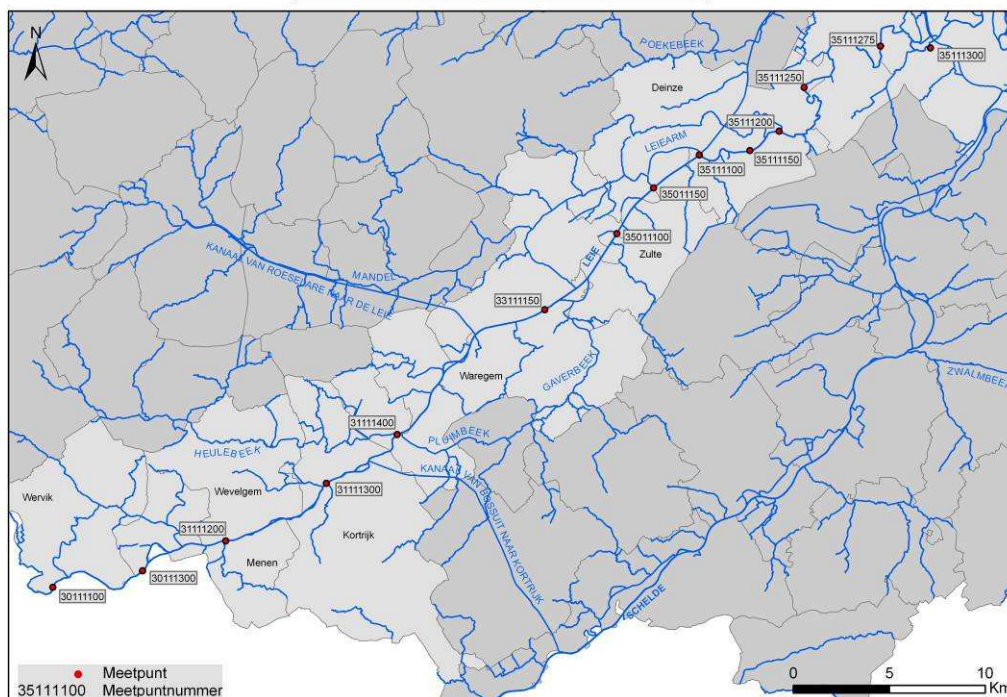 N
POEKEBEEK
35111275
35111300
35111250
Deinze
35111200
LEIEARM
35111150
35111100
35011150
35011100
Zulte
LEIE
MANDEL
KANAAL VAN ROESELARE NAAR DE LEIE
33111150
Waregem
GAVERBEEK
ZWALMBEEK
31111400
PLUIMBEEK
HEULEBEEK
KANAAL VAN BOSSUIT NAAR KORTRIJK
Wervik
Wevelgem
31111300
Kortrijk
31111200
Menen
30111300
30111100
SCHELDE
Meetpunt
35111100 Meetpuntnummer
0 5 10
Km